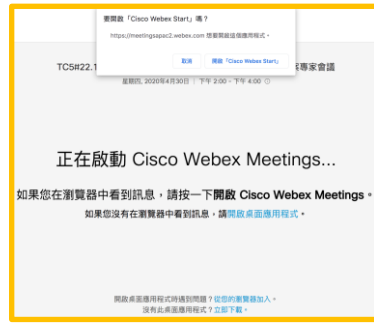 要開啟「Cisco Webex Start」嗎?
https://meetingsapac2.webex.com 想要開啟這個應用程式。
取消
開啟「Cisco Webex Start」
TC5#22.1
專家會議
星期四, 2020年4月30日 | 下午 2:00 - 下午 4:00
正在啟動 Cisco Webex Meetings...
如果您在瀏覽器中看到訊息,請按一下開啟 Cisco Webex Meetings。
如果您沒有在瀏覽器中看到訊息,請開啟桌面應用程式。
開啟桌面應用程式時遇到問題?從您的瀏覽器加入。
沒有此桌面應用程式?立即下載。